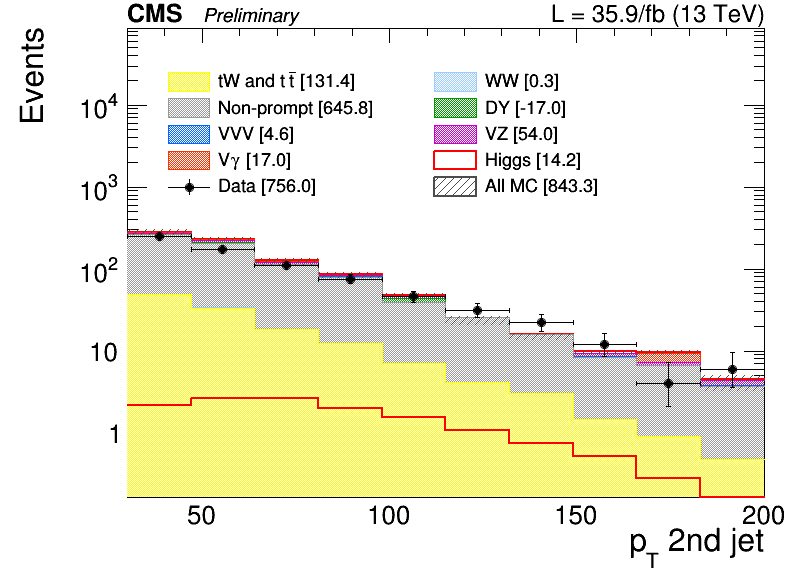 CMS Preliminary L = 35.9/fb (13 TeV)
Events
tW and tt̅ [131.4] WW [0.3]
Non-prompt [645.8] DY [-17.0]
VVV [4.6] VZ [54.0]
Vγ [17.0] Higgs [14.2]
Data [756.0] All MC [843.3]
10⁴
10³
10²
10
1
50 100 150 200
p_T 2nd jet